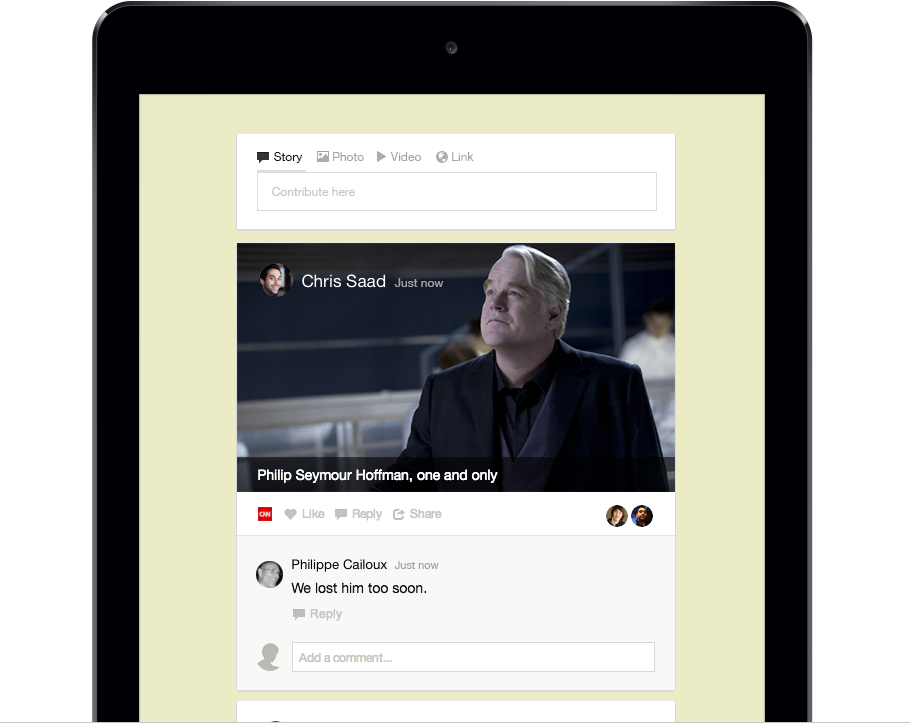 Story Photo Video Link
Contribute here
Chris Saad Just now
Philip Seymour Hoffman, one and only
CNN Like Reply Share
Philippe Cailoux Just now
We lost him too soon.
Reply
Add a comment...